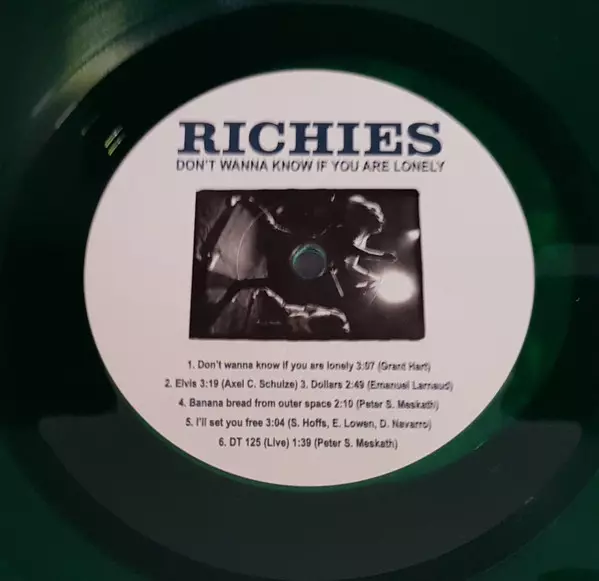 RICHIES
DON'T WANNA KNOW IF YOU ARE LONELY
1. Don't wanna know if you are lonely 3:07 (Grant Hart)
2. Elvis 3:19 (Axel C. Schulze) 3. Dollars 2:49 (Emanuel Larnaud)
4. Banana bread from outer space 2:10 (Peter S. Meskath)
5. I'll set you free 3:04 (S. Hoffs, E. Lowen, D. Navarro)
6. DT 125 (Live) 1:39 (Peter S. Meskath)